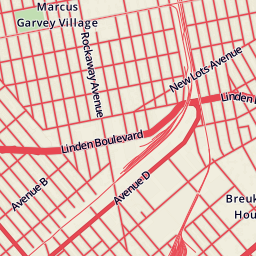 Marcus
Garvey Village
Rockaway Avenue
New Lots Avenue
Linden
Linden Boulevard
Avenue B
Avenue D
Breuk
Hou